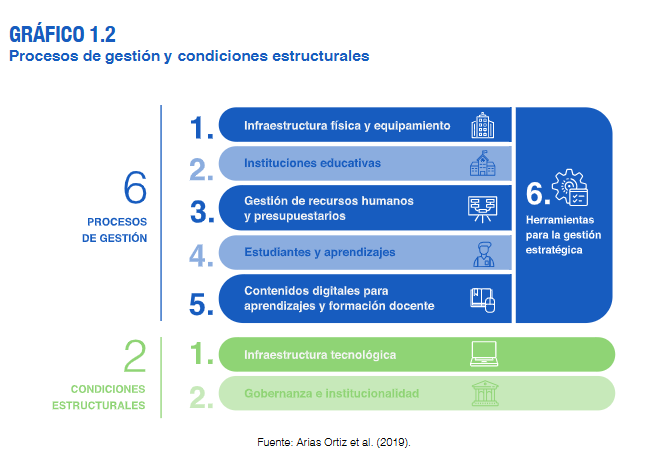 GRÁFICO 1.2
Procesos de gestión y condiciones estructurales
6
PROCESOS
DE GESTIÓN
1.
Infraestructura física y equipamiento
2.
Instituciones educativas
3.
Gestión de recursos humanos
y presupuestarios
4.
Estudiantes y aprendizajes
5.
Contenidos digitales para
aprendizajes y formación docente
6.
Herramientas
para la gestión
estratégica
2
CONDICIONES
ESTRUCTURALES
1.
Infraestructura tecnológica
2.
Gobernanza e institucionalidad
Fuente: Arias Ortiz et al. (2019).